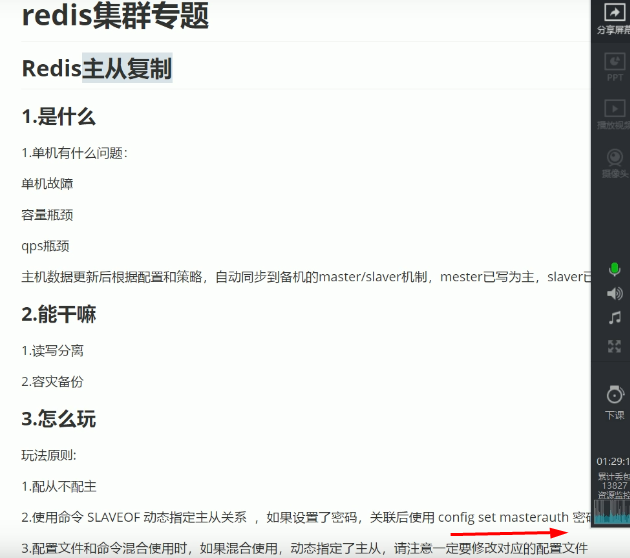 redis集群专题
Redis主从复制
1.是什么
1.单机有什么问题：
单机故障
容量瓶颈
qps瓶颈
主机数据更新后根据配置和策略，自动同步到备机的master/slaver机制，mester已写为主，slaver已
2.能干嘛
1.读写分离
2.容灾备份
3.怎么玩
玩法原则:
1.配从不配主
2.使用命令 SLAVEOF 动态指定主从关系 ，如果设置了密码，关联后使用 config set masterauth 密码
3.配置文件和命令混合使用时，如果混合使用，动态指定了主从，请注意一定要修改对应的配置文件
分享屏幕
PPT
播放视频
摄像头
下课
01:29:1
累计丢包
13827
资源监控